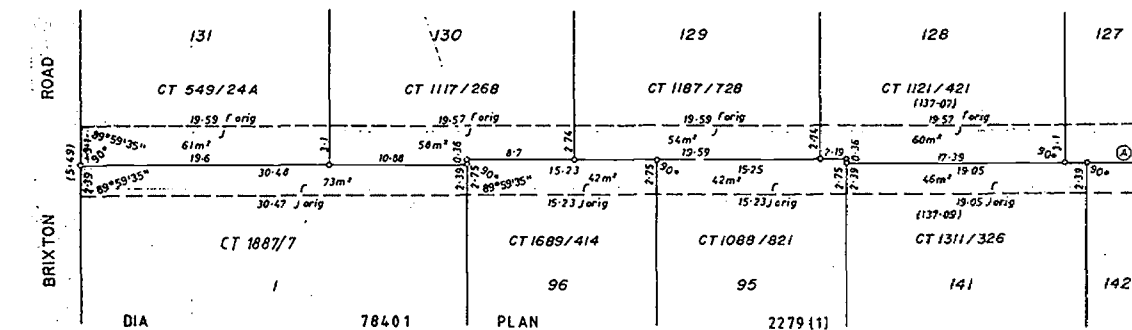 131 130 129 128 127
ROAD
CT 549/24A CT 1117/268 CT 1187/728 CT 1121/421
(137-07)
19·59 orig 19·57 orig 19·59 orig 19·57 orig
89°59'35" 61m² 3·1 58m² 2·74 54m² 2·74 60m² 3·1
(5·49) 90° 19·6 10·88 0·36 8·7 19·59 2·19 0·36 17·39 90° A
2·39 89°59'35" 30·48 2·39 2·75 90° 15·23 2·75 90° 15·25 2·75 2·39 19·05 2·39 90°
73m² 89°59'35" 42m² 42m² 46m²
30·47 orig 15·23 orig 15·23 orig 19·05 orig
(137-09)
BRIXTON
CT 1887/7 CT 1689/414 CT 1088/821 CT 1311/326
1 96 95 141 142
DIA 78401 PLAN 2279 (1)